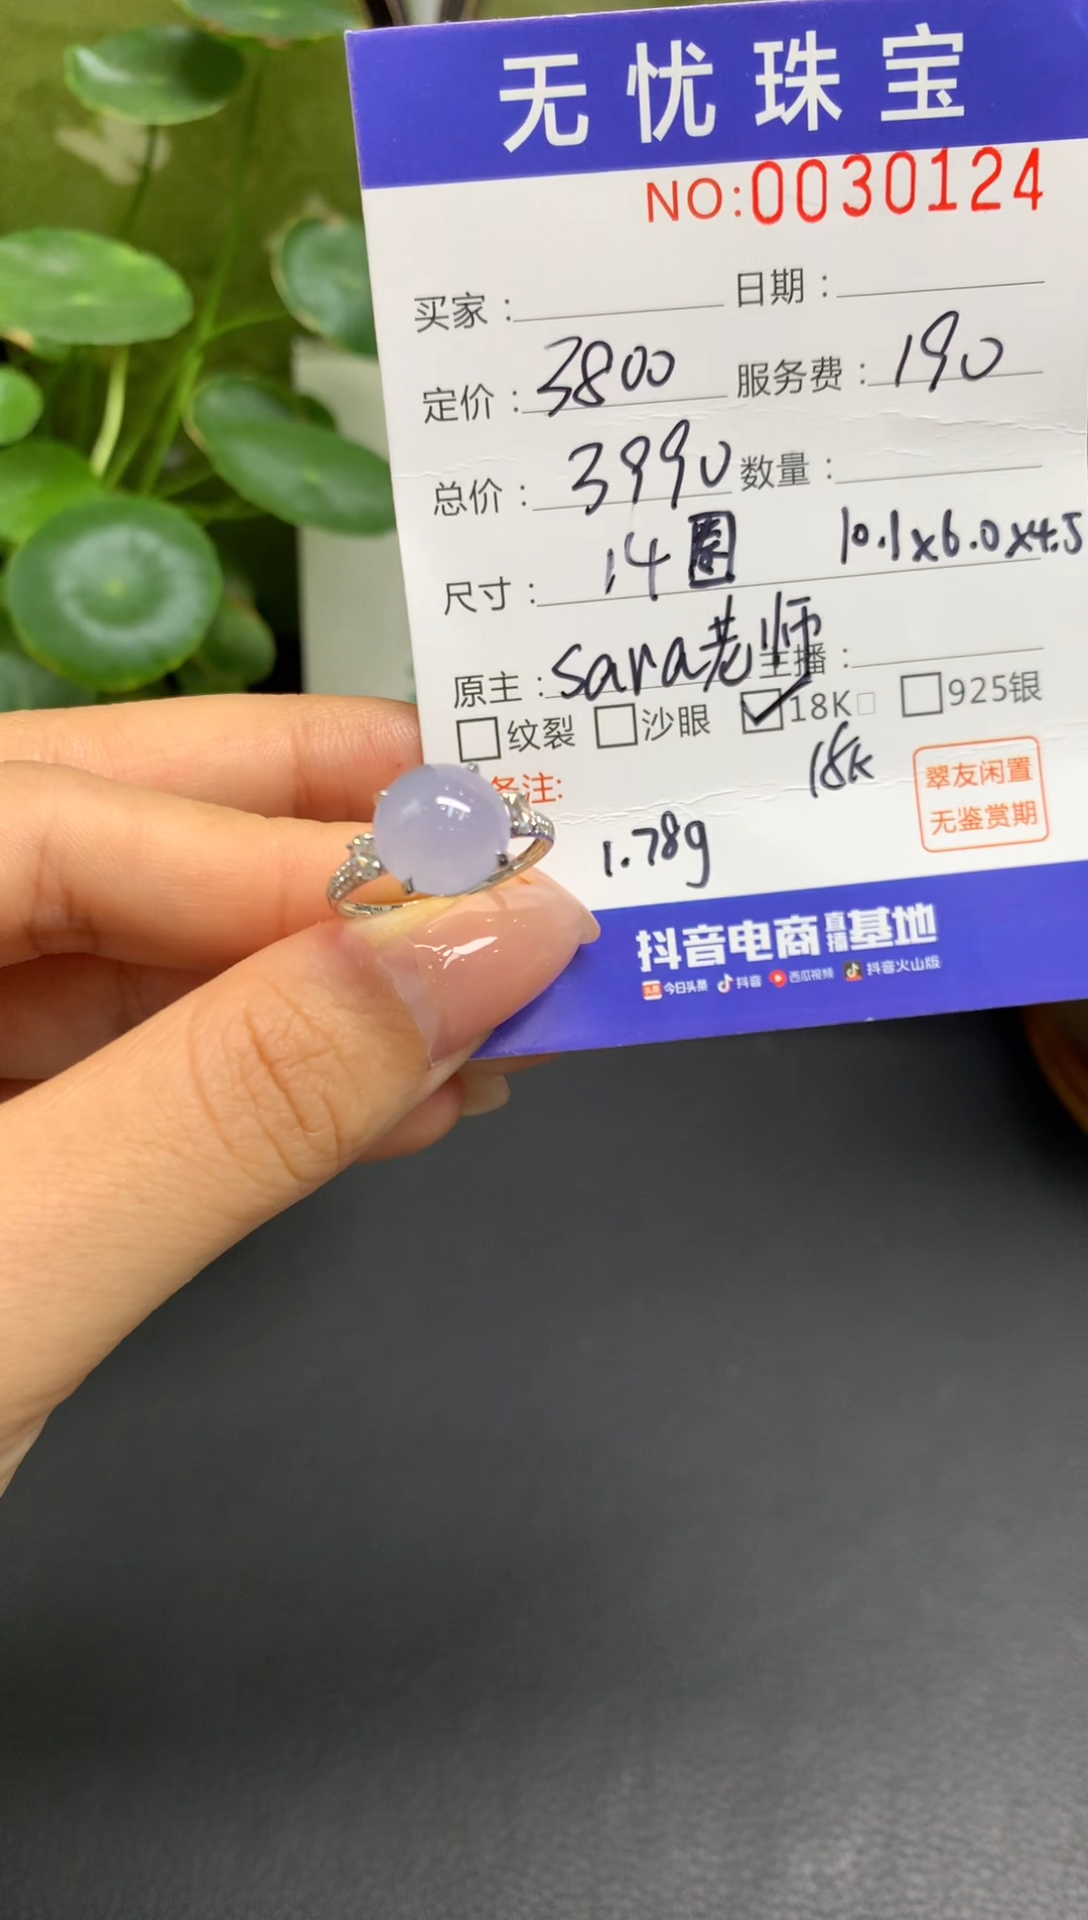 无忧珠宝
NO:0030124
买家： 日期：
定价：3800 服务费：190
总价：3990 数量：
尺寸：14圈 10.1x6.0x4.5
原主：Sara老师 主播：
纹裂 沙眼 18K 925银
备注： 18K
翠友闲置
无鉴赏期
1.78g
抖音电商直播基地
今日头条 抖音 西瓜视频 抖音火山版